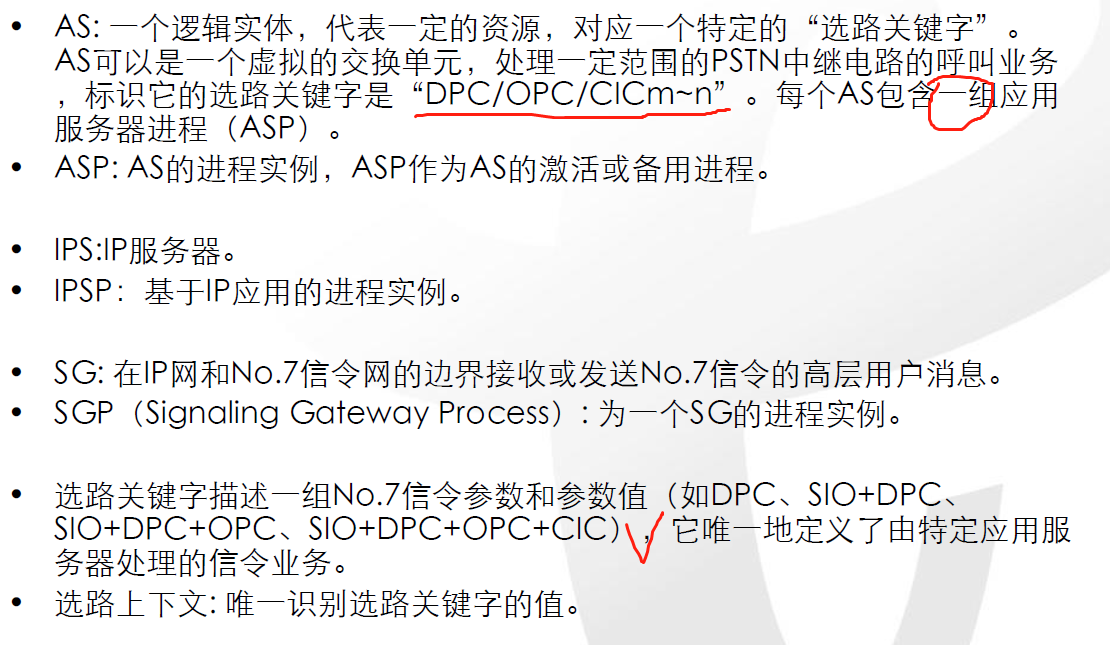 • AS: 一个逻辑实体，代表一定的资源，对应一个特定的“选路关键字”。
AS可以是一个虚拟的交换单元，处理一定范围的PSTN中继电路的呼叫业务
，标识它的选路关键字是“DPC/OPC/CICm~n”。每个AS包含一组应用
服务器进程（ASP）。
• ASP: AS的进程实例，ASP作为AS的激活或备用进程。
• IPS:IP服务器。
• IPSP：基于IP应用的进程实例。
• SG: 在IP网和No.7信令网的边界接收或发送No.7信令的高层用户消息。
• SGP（Signaling Gateway Process）: 为一个SG的进程实例。
• 选路关键字描述一组No.7信令参数和参数值（如DPC、SIO+DPC、
SIO+DPC+OPC、SIO+DPC+OPC+CIC），它唯一地定义了由特定应用服
务器处理的信令业务。
• 选路上下文: 唯一识别选路关键字的值。